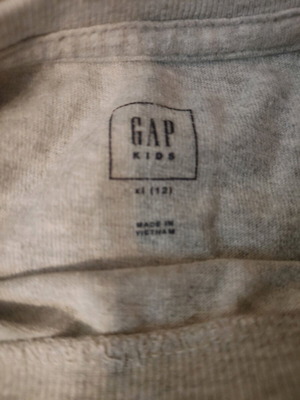 GAP
KIDS
xl (12)
MADE IN
VIETNAM